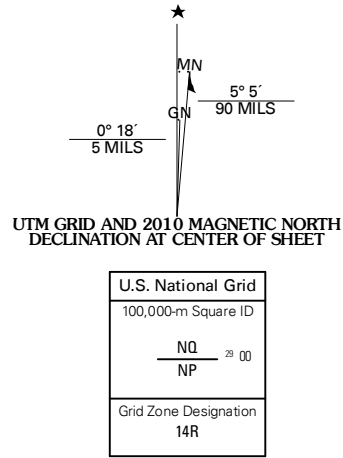 ★
MN
GN
5° 5´
90 MILS
0° 18´
5 MILS
UTM GRID AND 2010 MAGNETIC NORTH
DECLINATION AT CENTER OF SHEET
U.S. National Grid
100,000-m Square ID
NQ
29 00
NP
Grid Zone Designation
14R